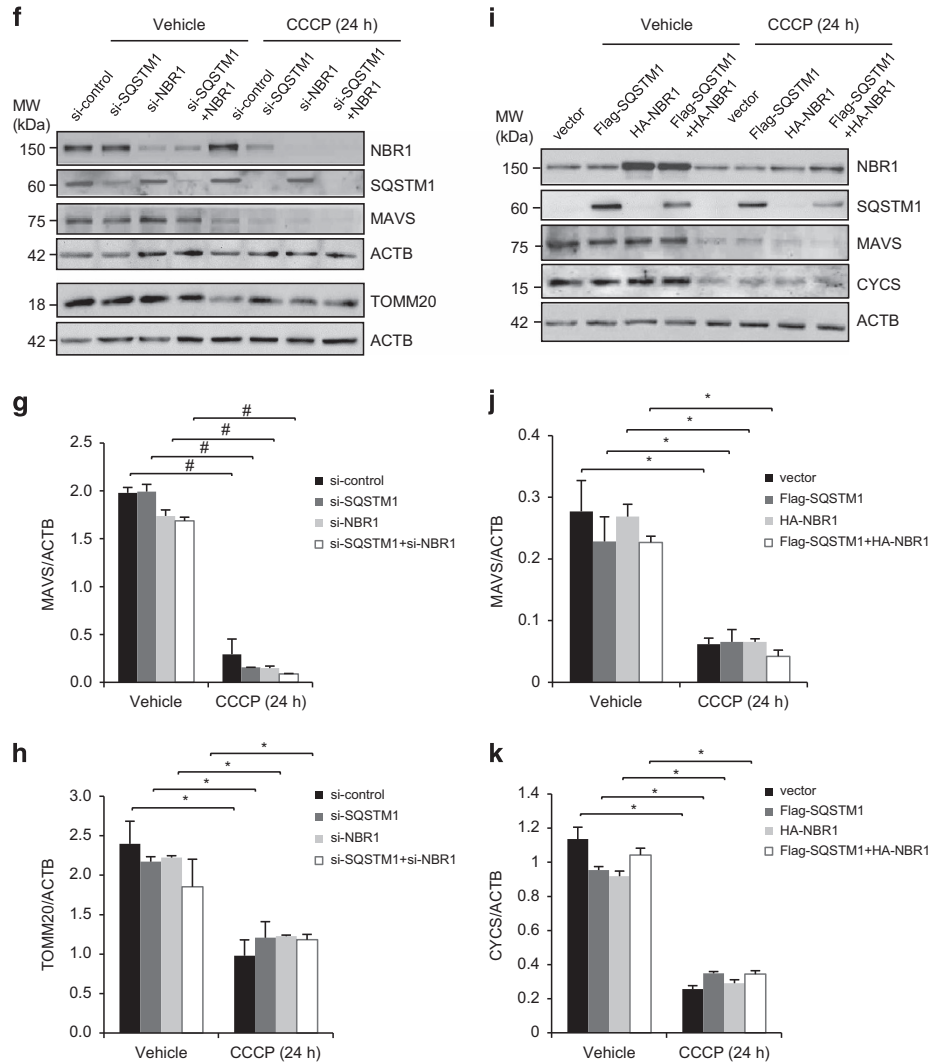 f
Vehicle
CCCP (24 h)
MW
(kDa)
si-control
si-SQSTM1
si-NBR1
si-SQSTM1
+NBR1
si-control
si-SQSTM1
si-NBR1
si-SQSTM1
+NBR1
150
NBR1
60
SQSTM1
75
MAVS
42
ACTB
18
TOMM20
42
ACTB
i
Vehicle
CCCP (24 h)
MW
(kDa)
vector
Flag-SQSTM1
HA-NBR1
Flag-SQSTM1
+HA-NBR1
vector
Flag-SQSTM1
HA-NBR1
Flag-SQSTM1
+HA-NBR1
150
NBR1
60
SQSTM1
75
MAVS
15
CYCS
42
ACTB
g
#
#
#
#
2.5
2.0
1.5
1.0
0.5
0.0
MAVS/ACTB
si-control
si-SQSTM1
si-NBR1
si-SQSTM1+si-NBR1
Vehicle
CCCP (24 h)
j
*
*
*
*
0.4
0.3
0.2
0.1
0
MAVS/ACTB
vector
Flag-SQSTM1
HA-NBR1
Flag-SQSTM1+HA-NBR1
Vehicle
CCCP (24 h)
h
*
*
*
*
3.0
2.5
2.0
1.5
1.0
0.5
0.0
TOMM20/ACTB
si-control
si-SQSTM1
si-NBR1
si-SQSTM1+si-NBR1
Vehicle
CCCP (24 h)
k
*
*
*
*
1.4
1.2
1
0.8
0.6
0.4
0.2
0
CYCS/ACTB
vector
Flag-SQSTM1
HA-NBR1
Flag-SQSTM1+HA-NBR1
Vehicle
CCCP (24 h)